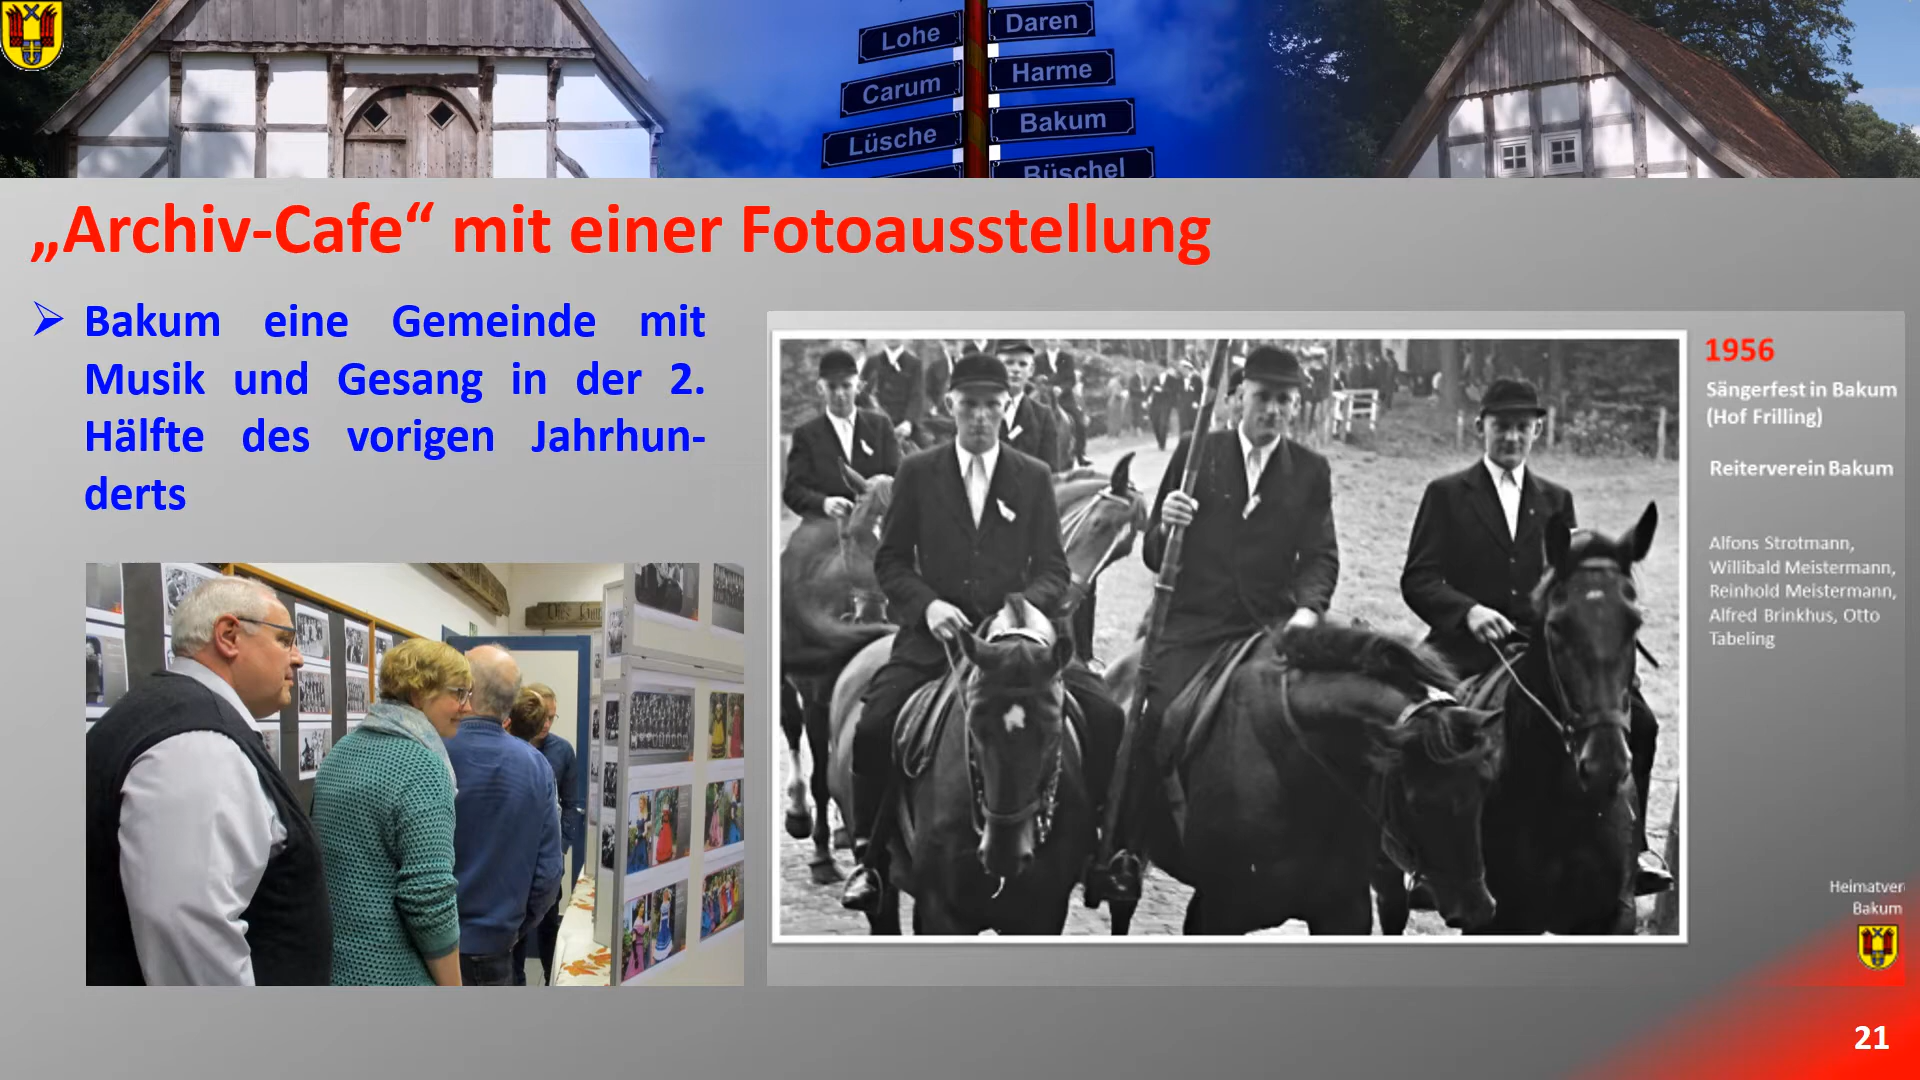 Lohe
Daren
Carum
Harme
Lüsche
Bakum
Büschel
„Archiv-Cafe“ mit einer Fotoausstellung
Bakum eine Gemeinde mit
Musik und Gesang in der 2.
Hälfte des vorigen Jahrhun-
derts
1956
Sängerfest in Bakum
(Hof Frilling)
Reiterverein Bakum
Alfons Strotmann,
Willibald Meistermann,
Reinhold Meistermann,
Alfred Brinkhus, Otto
Tabeling
Heimatver
Bakum
21